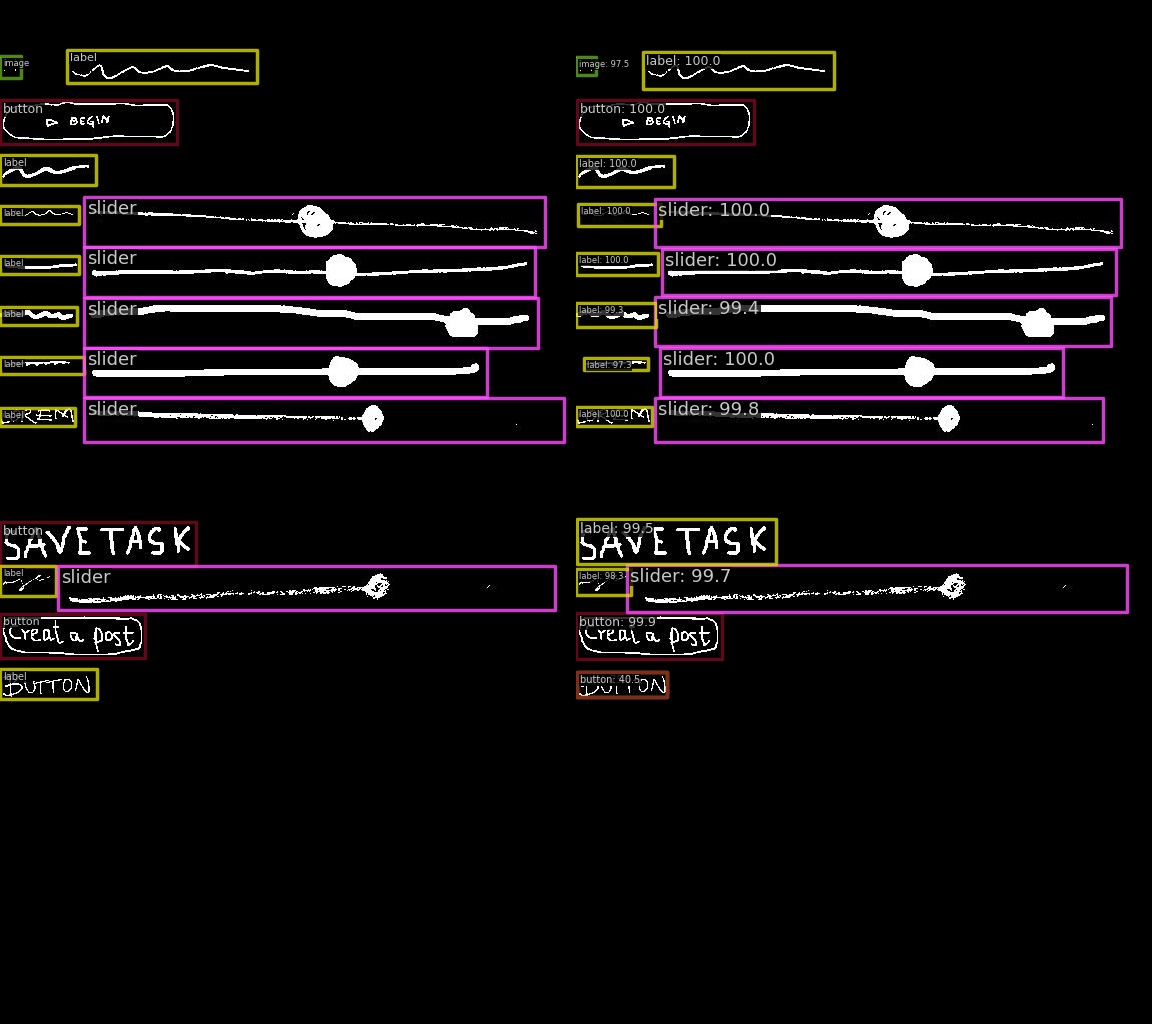 image label image: 97.5 label: 100.0
button button: 100.0
BEGIN BEGIN
label label: 100.0
label slider label: 100.0 slider: 100.0
label slider label: 100.0 slider: 100.0
label slider label: 99.3 slider: 99.4
label slider label: 97.3 slider: 100.0
label slider label: 100.0 slider: 99.8
button label: 99.5
SAVE TASK SAVE TASK
label slider label: 98.3 slider: 99.7
button button: 99.9
Creat a post Creat a post
label button: 40.5
BUTTON BUTTON